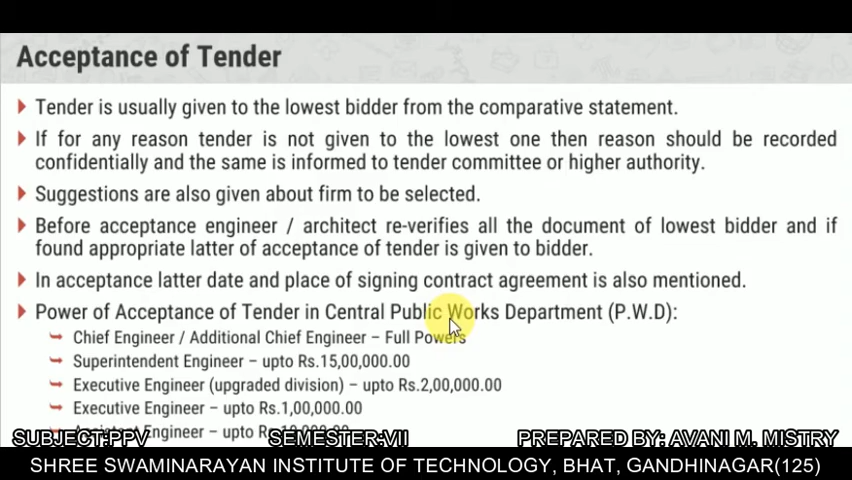 Acceptance of Tender
Tender is usually given to the lowest bidder from the comparative statement.
If for any reason tender is not given to the lowest one then reason should be recorded
confidentially and the same is informed to tender committee or higher authority.
Suggestions are also given about firm to be selected.
Before acceptance engineer / architect re-verifies all the document of lowest bidder and if
found appropriate latter of acceptance of tender is given to bidder.
In acceptance latter date and place of signing contract agreement is also mentioned.
Power of Acceptance of Tender in Central Public Works Department (P.W.D):
Chief Engineer / Additional Chief Engineer – Full Powers
Superintendent Engineer – upto Rs.15,00,000.00
Executive Engineer (upgraded division) – upto Rs.2,00,000.00
Executive Engineer – upto Rs.1,00,000.00
Engineer – upto
SUBJECT:PPV SEMESTER:VII PREPARED BY: AVANI M. MISTRY
SHREE SWAMINARAYAN INSTITUTE OF TECHNOLOGY, BHAT, GANDHINAGAR(125)